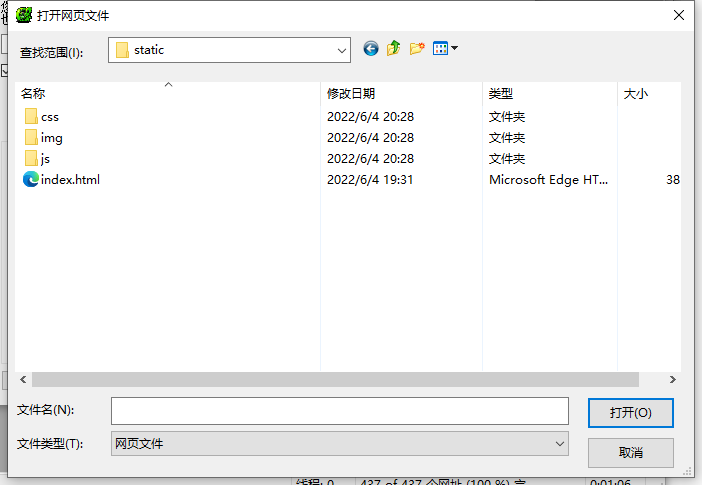 打开网页文件
查找范围(I): static
名称 修改日期 类型 大小
css 2022/6/4 20:28 文件夹
img 2022/6/4 20:28 文件夹
js 2022/6/4 20:28 文件夹
index.html 2022/6/4 19:31 Microsoft Edge HT... 38
文件名(N): 打开(O)
文件类型(T): 网页文件 取消
线程: 0 437 of 437 个网址 (100 %) 完 0:01:06